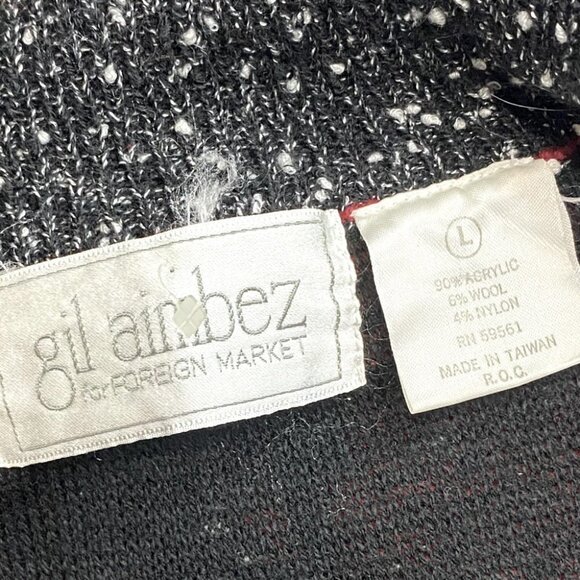 gil aimbez
for FOREIGN MARKET
L
90% ACRYLIC
6% WOOL
4% NYLON
RN 59561
MADE IN TAIWAN
R.O.C.